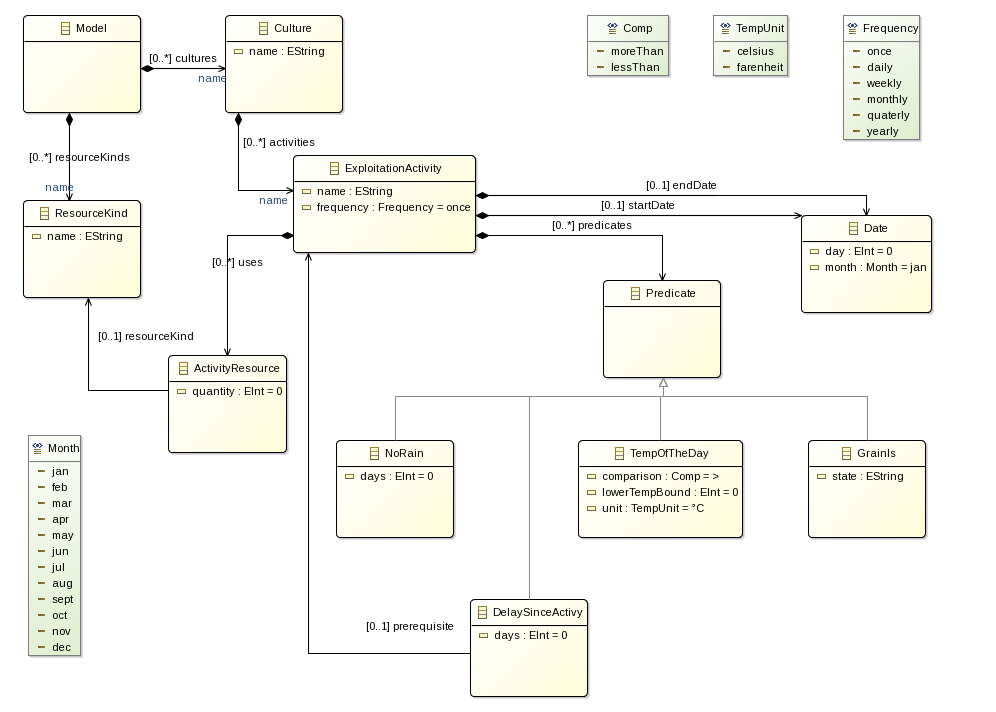 Model
[0..*] cultures
name
Culture
name : EString
Comp
moreThan
lessThan
TempUnit
celsius
farenheit
Frequency
once
daily
weekly
monthly
quaterly
yearly
[0..*] resourceKinds
name
[0..*] activities
name
ExploitationActivity
name : EString
frequency : Frequency = once
[0..1] endDate
[0..1] startDate
[0..*] predicates
Date
day : EInt = 0
month : Month = jan
ResourceKind
name : EString
[0..*] uses
Predicate
[0..1] resourceKind
ActivityResource
quantity : EInt = 0
Month
jan
feb
mar
apr
may
jun
jul
aug
sept
oct
nov
dec
NoRain
days : EInt = 0
TempOfTheDay
comparison : Comp = >
lowerTempBound : EInt = 0
unit : TempUnit = °C
GrainIs
state : EString
[0..1] prerequisite
DelaySinceActivy
days : EInt = 0